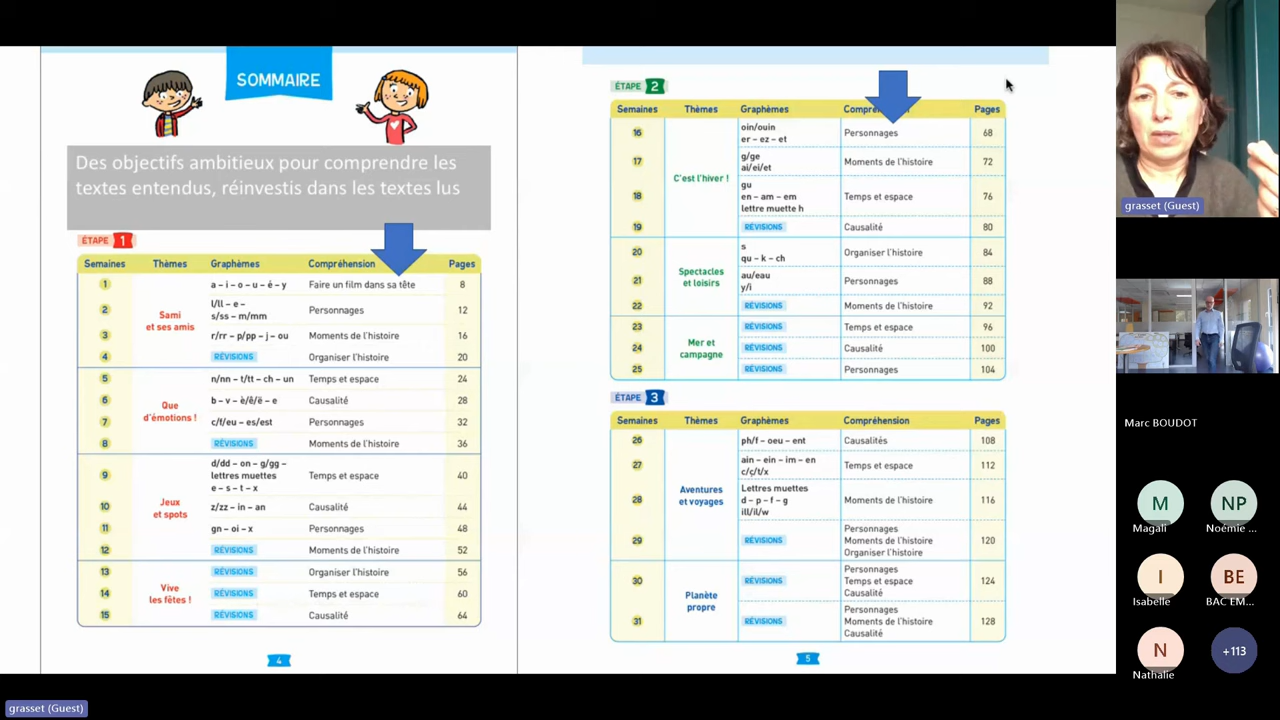 SOMMAIRE
Des objectifs ambitieux pour comprendre les
textes entendus, réinvestis dans les textes lus
ÉTAPE 1
Semaines Thèmes Graphèmes Compréhension Pages
1 a – i – o – u – é – y Faire un film dans sa tête 8
2 l/ll – e –
s/ss – m/mm Personnages 12
Sami
et ses amis
3 r/rr – p/pp – j – ou Moments de l'histoire 16
4 RÉVISIONS Organiser l'histoire 20
5 n/nn – t/tt – ch – un Temps et espace 24
6 b – v – è/ê/ë – e Causalité 28
Que
d'émotions !
7 c/f/eu – es/est Personnages 32
8 RÉVISIONS Moments de l'histoire 36
9 d/dd – on – g/gg –
lettres muettes
e – s – t – x Temps et espace 40
Jeux
et spots
10 z/zz – in – an Causalité 44
11 gn – oi – x Personnages 48
12 RÉVISIONS Moments de l'histoire 52
13 RÉVISIONS Organiser l'histoire 56
Vive
les fêtes !
14 RÉVISIONS Temps et espace 60
15 RÉVISIONS Causalité 64
4
ÉTAPE 2
Semaines Thèmes Graphèmes Pages
16 oin/ouin
er – ez – et Personnages 68
17 g/ge
ai/ei/et Moments de l'histoire 72
C'est l'hiver !
18 gu
en – am – em
lettre muette h Temps et espace 76
19 RÉVISIONS Causalité 80
20 s
qu – k – ch Organiser l'histoire 84
Spectacles
et loisirs
21 au/eau
y/i Personnages 88
22 RÉVISIONS Moments de l'histoire 92
23 RÉVISIONS Temps et espace 96
Mer et
campagne
24 RÉVISIONS Causalité 100
25 RÉVISIONS Personnages 104
ÉTAPE 3
Semaines Thèmes Graphèmes Compréhension Pages
26 ph/f – oeu – ent Causalités 108
27 ain – ein – im – en
c/ç/t/x Temps et espace 112
Aventures
et voyages
28 Lettres muettes
d – p – f – g
ill/il/w Moments de l'histoire 116
29 RÉVISIONS Personnages
Moments de l'histoire
Organiser l'histoire 120
30 RÉVISIONS Personnages
Temps et espace
Causalité 124
Planète
propre
31 RÉVISIONS Personnages
Moments de l'histoire
Causalité 128
5
grasset (Guest)
Marc BOUDOT
M NP
Magali Noémie ...
I BE
Isabelle BAC EM...
N +113
Nathalie
grasset (Guest)